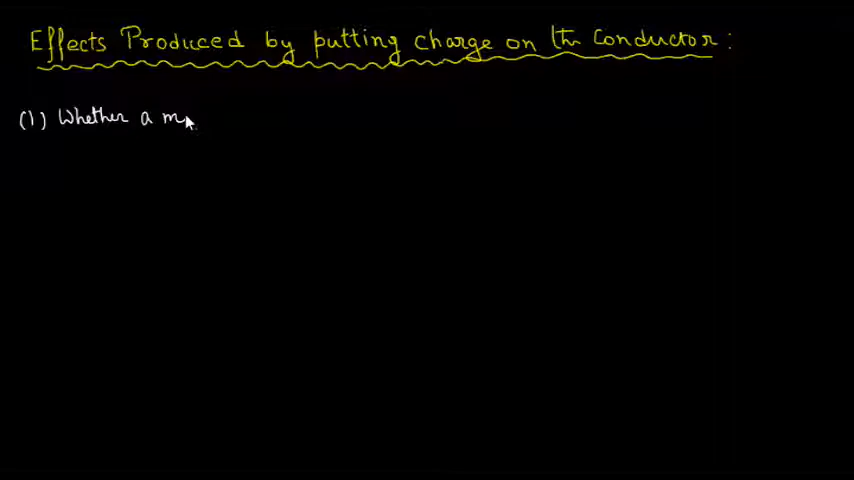 Effects Produced by putting charge on the Conductor:
(1) Whether a m